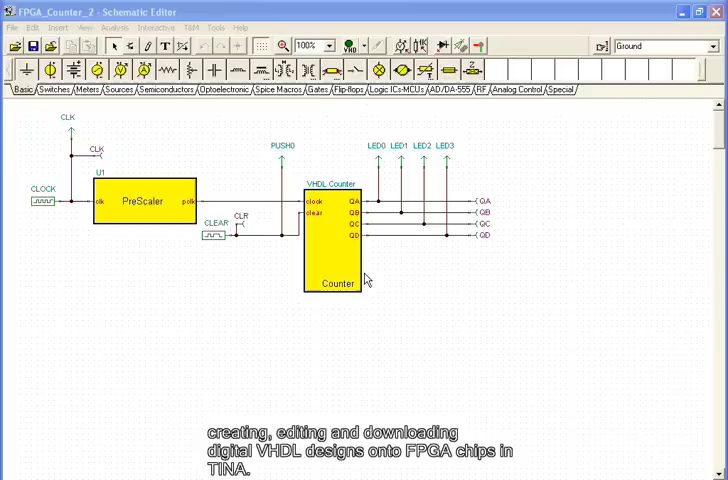 FPGA_Counter_2 - Schematic Editor
File Edit Insert View Analysis Interactive T&M Tools Help
100% VHD Ground
Basic Switches Meters Sources Semiconductors Optoelectronic Spice Macros Gates Flip-flops Logic ICs-MCUs AD/DA-555 RF Analog Control Special
CLK
CLK
PUSH0
LED0 LED1 LED2 LED3
U1
CLOCK
clk PreScaler pclk
VHDL Counter
clock QA QA
CLEAR CLR
clear QB QB
QC QC
QD QD
Counter
creating, editing and downloading
digital VHDL designs onto FPGA chips in
TINA.